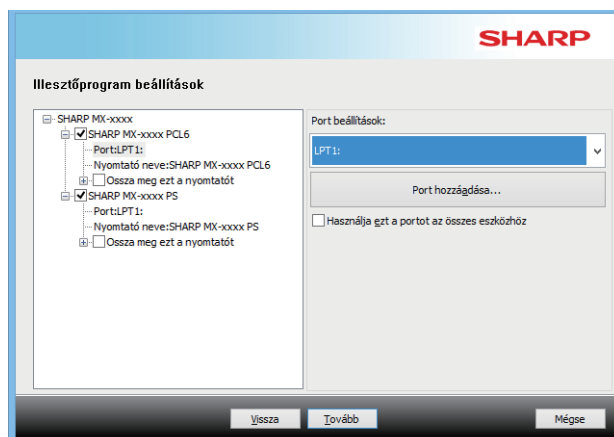 SHARP
Illesztőprogram beállítások
SHARP MX-xxxx
SHARP MX-xxxx PCL6
Port:LPT1:
Nyomtató neve:SHARP MX-xxxx PCL6
Ossza meg ezt a nyomtatót
SHARP MX-xxxx PS
Port:LPT1:
Nyomtató neve:SHARP MX-xxxx PS
Ossza meg ezt a nyomtatót
Port beállítások:
LPT1:
Port hozzáadása...
Használja ezt a portot az összes eszközhöz
Vissza
Tovább
Mégse